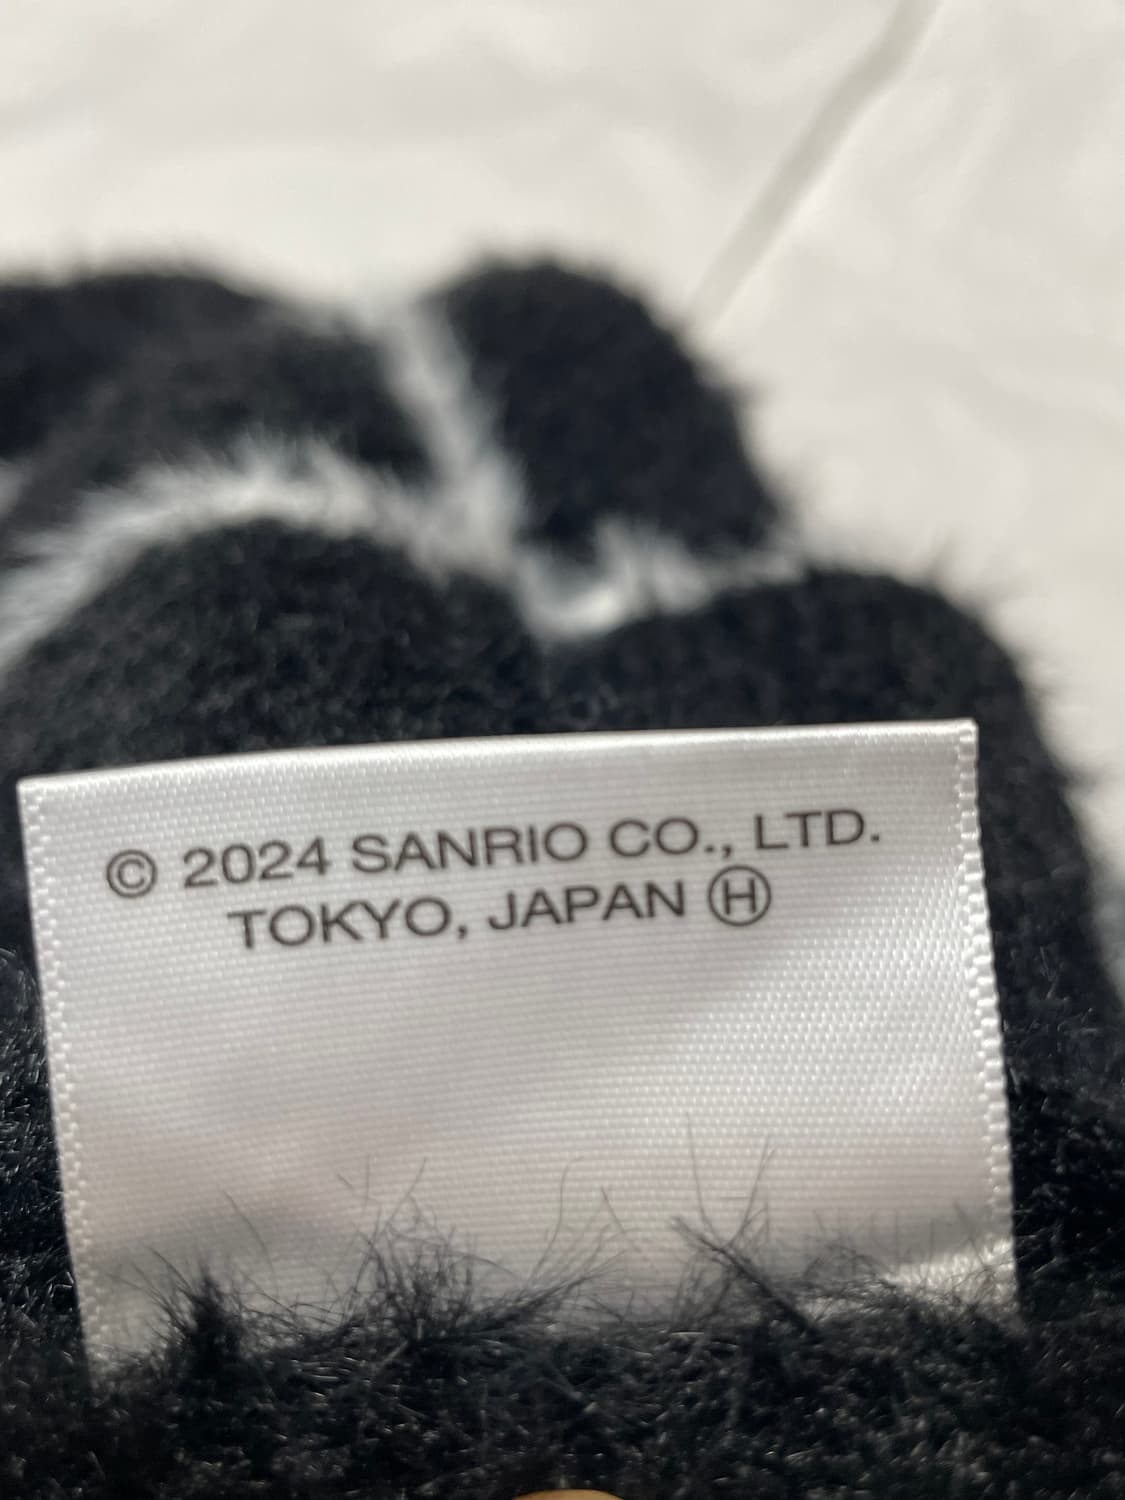 © 2024 SANRIO CO., LTD.
TOKYO, JAPAN Ⓗ